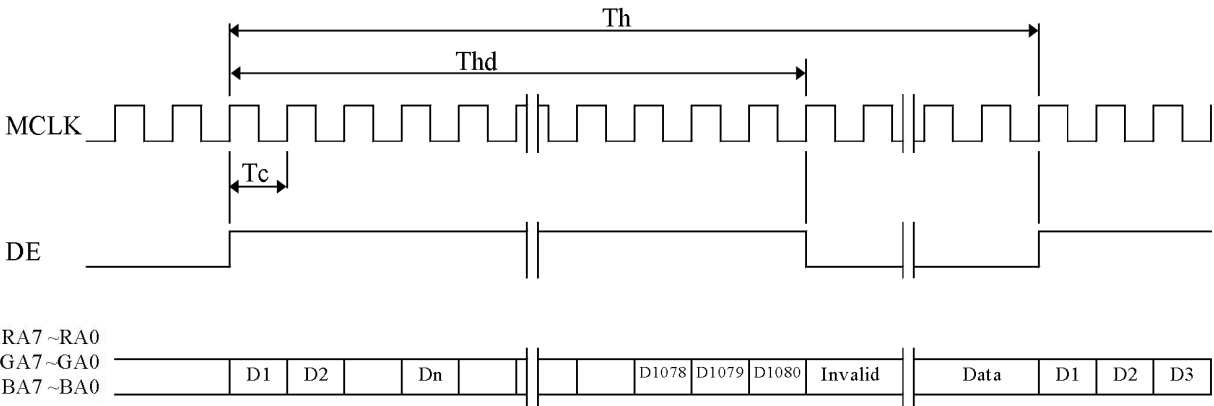 Th
Thd
MCLK
Tc
DE
RA7~RA0
GA7~GA0
BA7~BA0
D1 D2 Dn D1078 D1079 D1080 Invalid Data D1 D2 D3